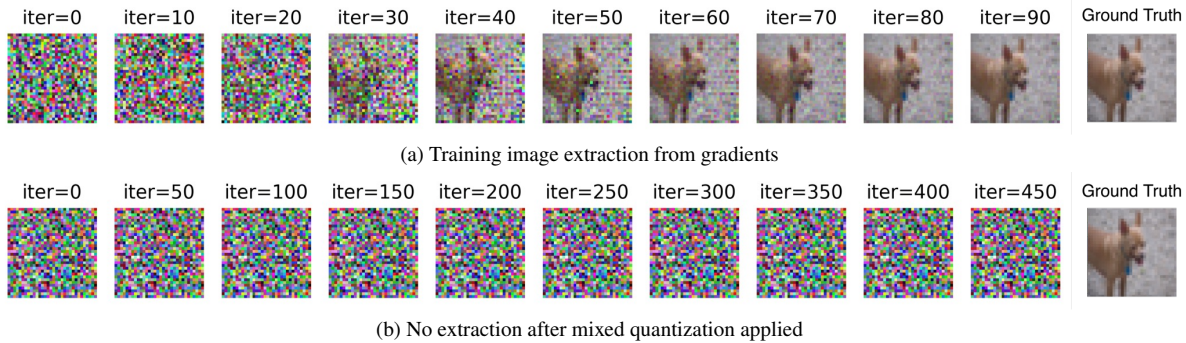 iter=0 iter=10 iter=20 iter=30 iter=40 iter=50 iter=60 iter=70 iter=80 iter=90 Ground Truth
(a) Training image extraction from gradients
iter=0 iter=50 iter=100 iter=150 iter=200 iter=250 iter=300 iter=350 iter=400 iter=450 Ground Truth
(b) No extraction after mixed quantization applied